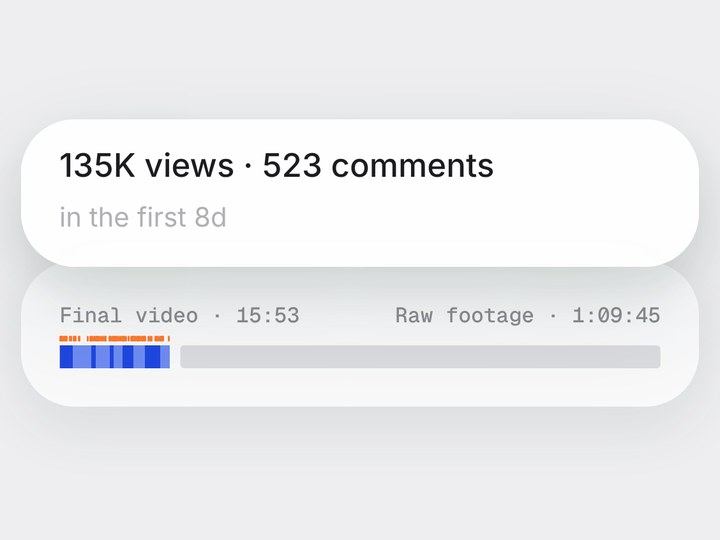 135K views · 523 comments
in the first 8d
Final video · 15:53
Raw footage · 1:09:45